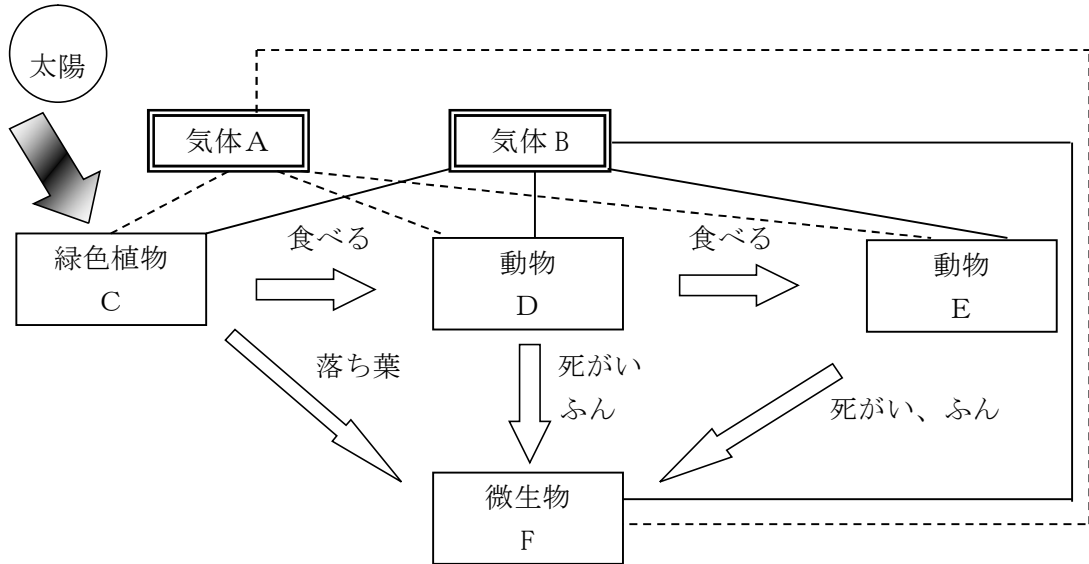 太陽
気体Ａ
気体Ｂ
緑色植物
Ｃ
食べる
動物
Ｄ
食べる
動物
Ｅ
落ち葉
死がい
ふん
死がい、ふん
微生物
Ｆ